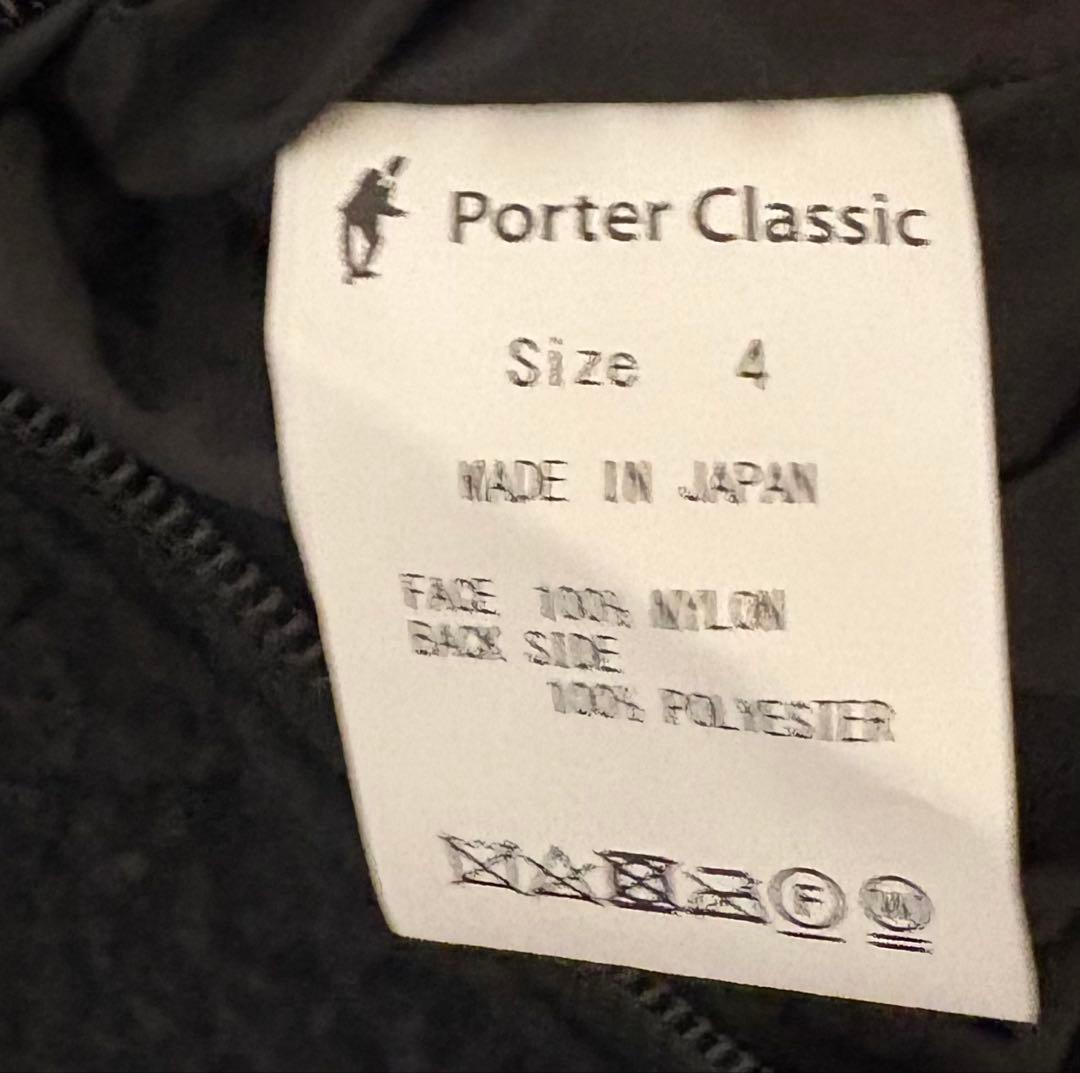 Porter Classic
Size 4
MADE IN JAPAN
FACE 100% NYLON
BACK SIDE
100% POLYESTER
F W